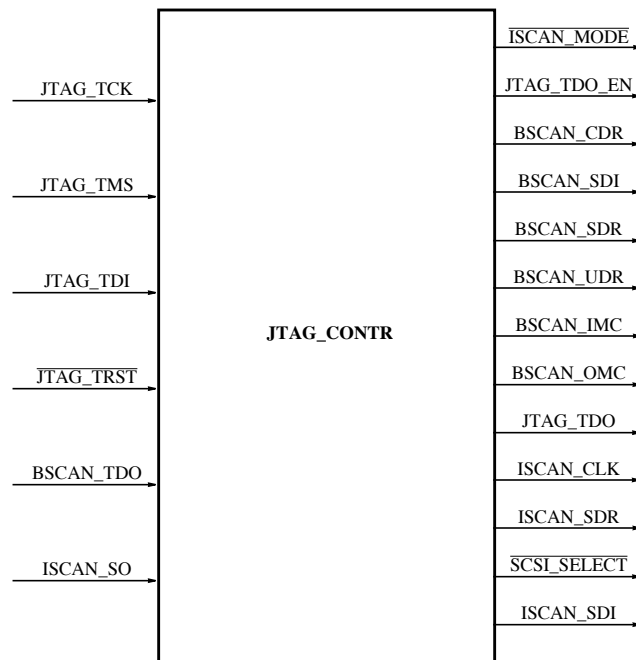 ISCAN_MODE
JTAG_TCK
JTAG_TDO_EN
BSCAN_CDR
JTAG_TMS
BSCAN_SDI
BSCAN_SDR
JTAG_TDI
BSCAN_UDR
JTAG_CONTR
BSCAN_IMC
JTAG_TRST
BSCAN_OMC
JTAG_TDO
BSCAN_TDO
ISCAN_CLK
ISCAN_SDR
ISCAN_SO
SCSI_SELECT
ISCAN_SDI